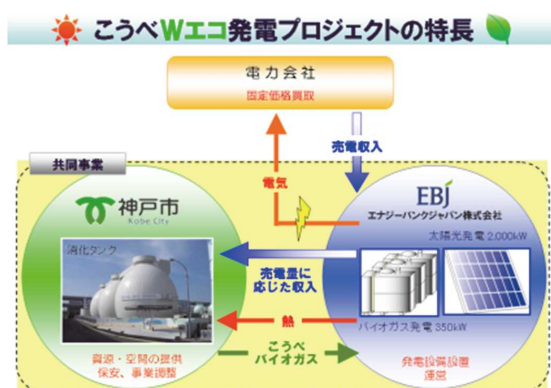 こうべWエコ発電プロジェクトの特長
電力会社
固定価格買取
売電収入
共同事業
電気
神戸市
Kobe City
EBJ
エナジーバンクジャパン株式会社
太陽光発電 2,000kW
消化タンク
売電量に
応じた収入
熱
バイオガス発電 350kW
こうべ
バイオガス
資源・空間の提供
保安、事業調整
発電設備設置
運営